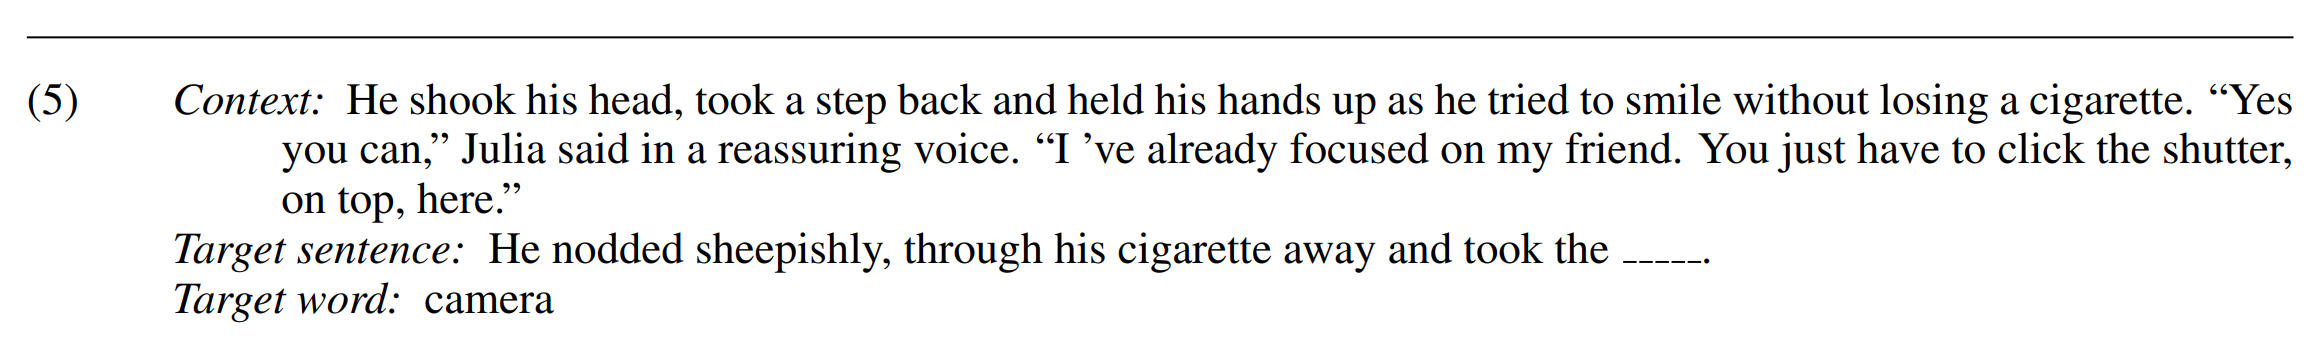 (5) Context: He shook his head, took a step back and held his hands up as he tried to smile without losing a cigarette. “Yes
you can,” Julia said in a reassuring voice. “I ’ve already focused on my friend. You just have to click the shutter,
on top, here.”
Target sentence: He nodded sheepishly, through his cigarette away and took the _____.
Target word: camera